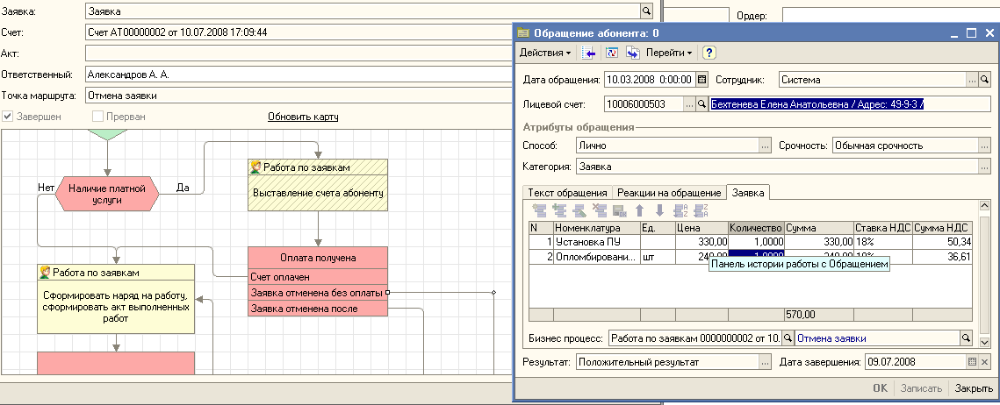 Заявка: Заявка
Счет: Счет АТ00000002 от 10.07.2008 17:09:44
Акт:
Ответственный: Александров А. А.
Точка маршрута: Отмена заявки
Завершен Прерван Обновить карту
Наличие платной
услуги
Нет
Да
Работа по заявкам
Выставление счета абоненту
Оплата получена
Счет оплачен
Заявка отменена без оплаты
Заявка отменена после
Работа по заявкам
Сформировать наряд на работу,
сформировать акт выполненных
работ
Ордер:
Обращение абонента: 0
Действия Перейти ?
Дата обращения: 10.03.2008 0:00:00 Сотрудник: Система
Лицевой счет: 10006000503 Бехтенева Елена Анатольевна / Адрес: 49-9-3 /
Атрибуты обращения
Способ: Лично Срочность: Обычная срочность
Категория: Заявка
Текст обращения Реакции на обращение Заявка
N Номенклатура Ед. Цена Количество Сумма Ставка НДС Сумма НДС
1 Установка ПУ 330,00 1,0000 330,00 18% 50,34
2 Опломбировани... шт 240,00 1,0000 240,00 18% 36,61
Панель истории работы с Обращением
570,00
Бизнес процесс: Работа по заявкам 0000000002 от 10. Отмена заявки
Результат: Положительный результат Дата завершения: 09.07.2008
OK Записать Закрыть